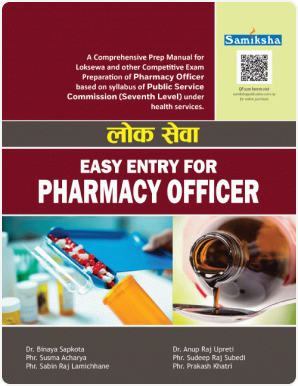 Samiksha
A Comprehensive Prep Manual for
Loksewa and other Competitive Exam
Preparation of Pharmacy Officer
based on syllabus of Public Service
Commission (Seventh Level) under
health services.
लोक सेवा
EASY ENTRY FOR
PHARMACY OFFICER
Dr. Binaya Sapkota
Phr. Susma Acharya
Phr. Sabin Raj Lamichhane
Dr. Anup Raj Upreti
Phr. Sudeep Raj Subedi
Phr. Prakash Khatri